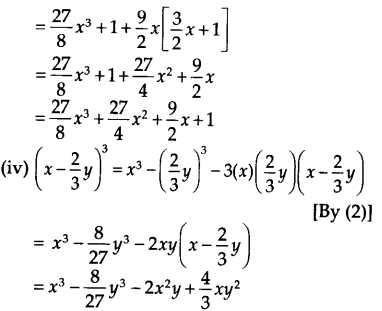 = 27/8 x³ + 1 + 9/2 x [3/2 x + 1]
= 27/8 x³ + 1 + 27/4 x² + 9/2 x
= 27/8 x³ + 27/4 x² + 9/2 x + 1
(iv) (x − 2/3 y)³ = x³ − (2/3 y)³ − 3(x)(2/3 y)(x − 2/3 y)
[By (2)]
= x³ − 8/27 y³ − 2xy(x − 2/3 y)
= x³ − 8/27 y³ − 2x²y + 4/3 xy²